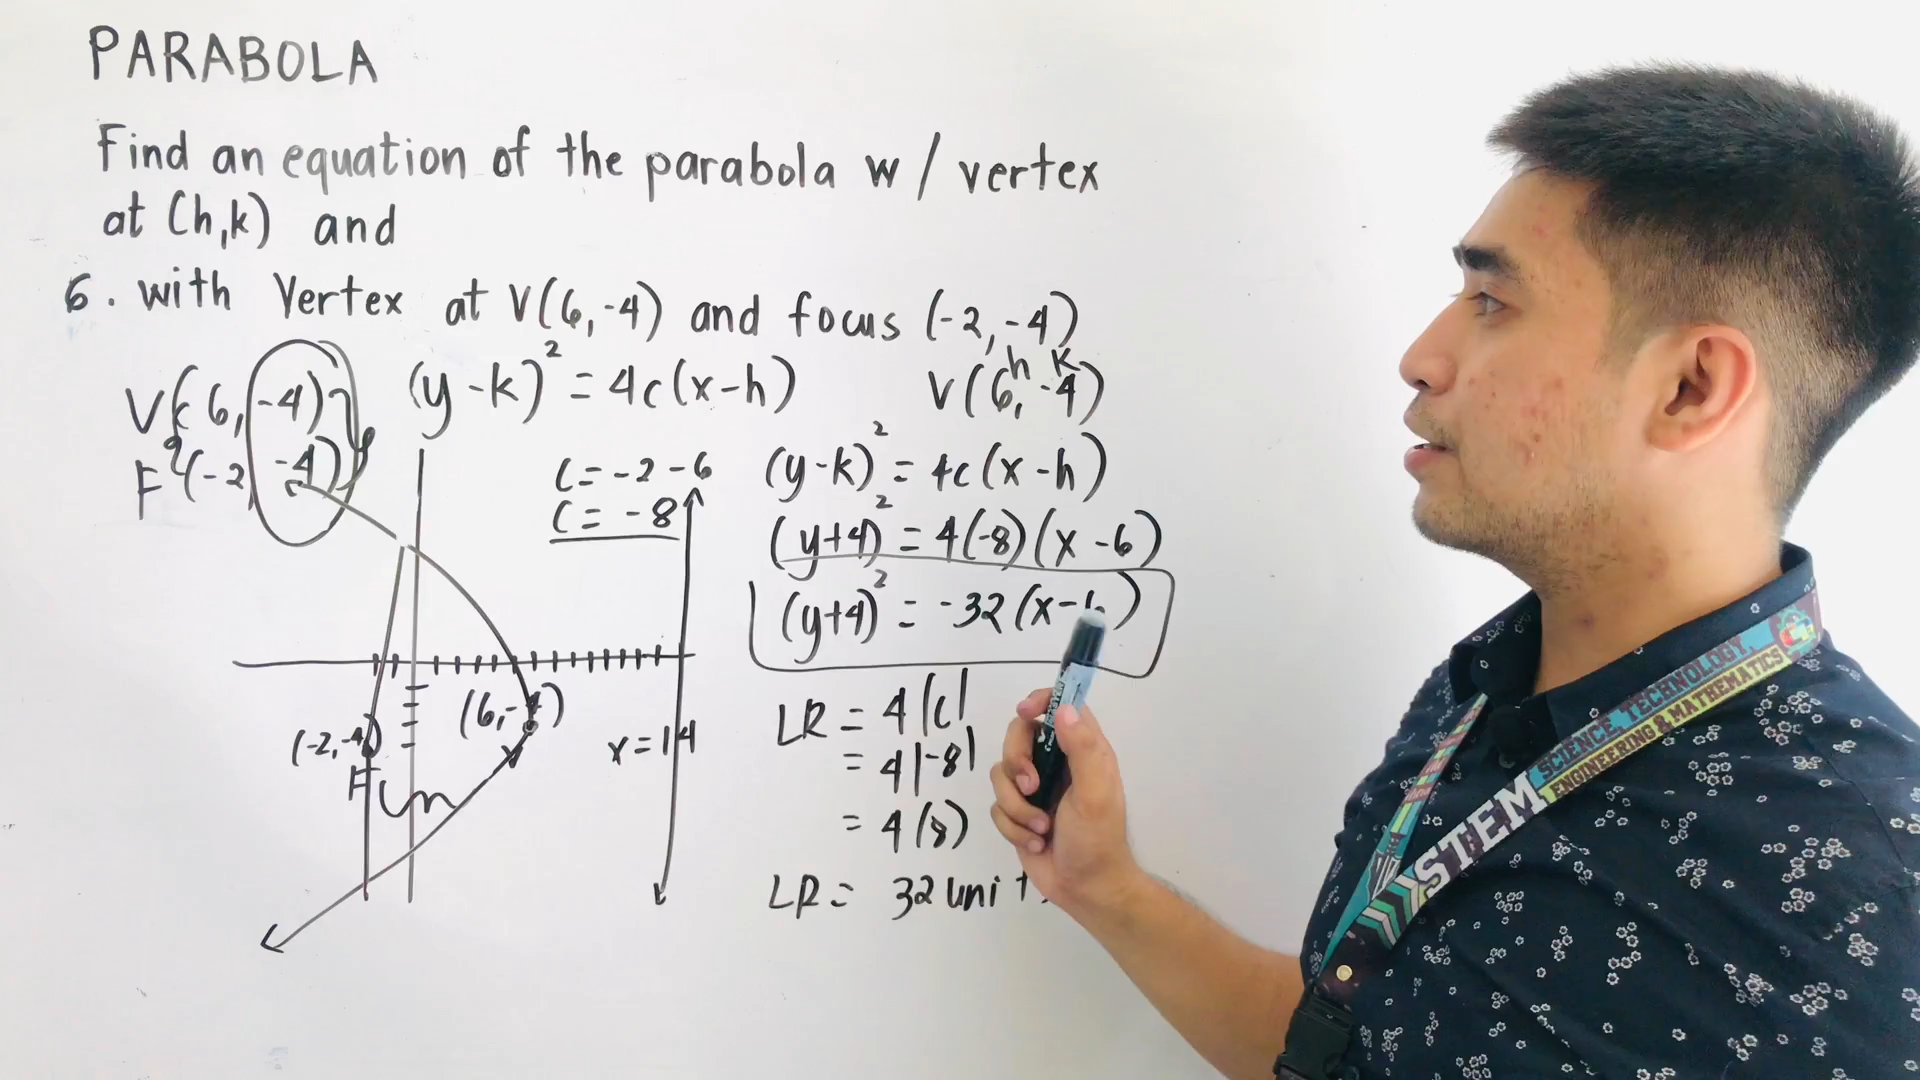 PARABOLA
Find an equation of the parabola w/ vertex
at (h,k) and
6. with Vertex at V(6,-4) and focus (-2,-4)
V(6,-4)
F(-2,-4)
(y-k)² = 4c(x-h)
C = -2-6
C = -8
h k
V(6,-4)
(y-k)² = 4c(x-h)
(y+4)² = 4(-8)(x-6)
(y+4)² = -32(x-6)
(6,-4)
V
(-2,-4)
F
x=14
LR = 4|c|
= 4|-8|
= 4(8)
LR = 32 units
SCIENCE, TECHNOLOGY,
ENGINEERING & MATHEMATICS
STEM